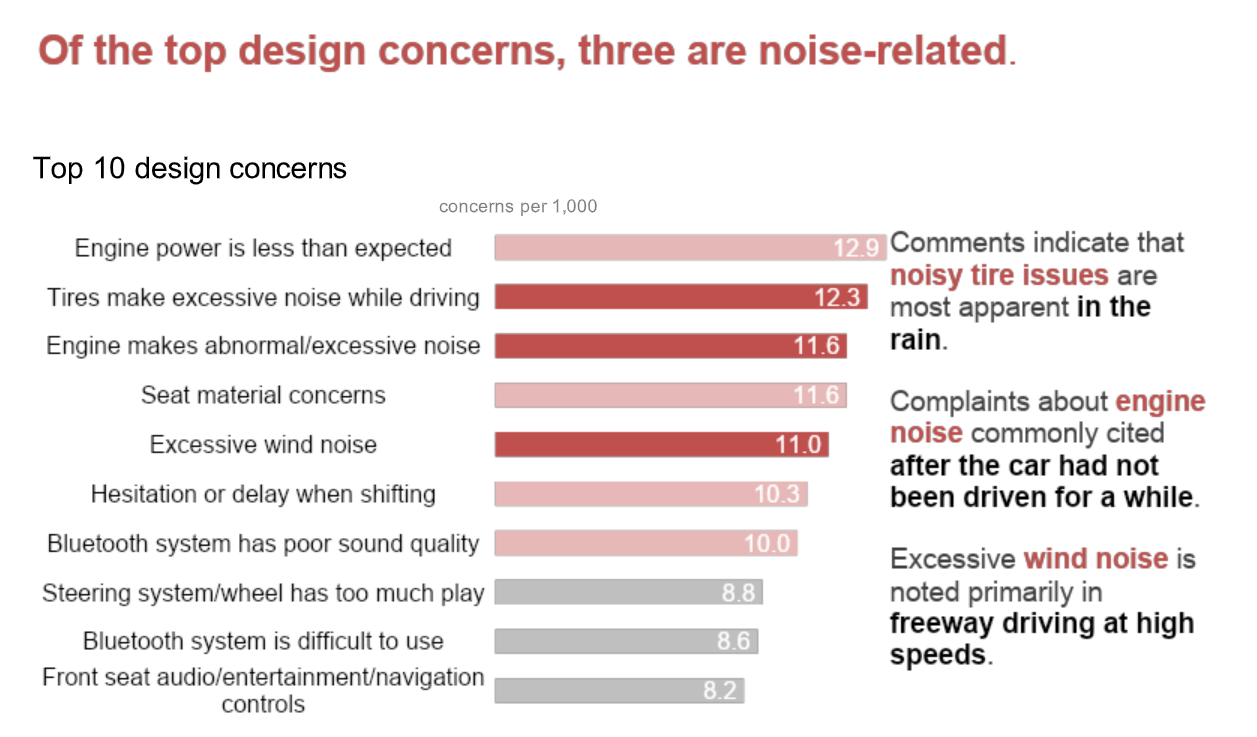 Of the top design concerns, three are noise-related.
Top 10 design concerns
concerns per 1,000
Engine power is less than expected 12.9
Tires make excessive noise while driving 12.3
Engine makes abnormal/excessive noise 11.6
Seat material concerns 11.6
Excessive wind noise 11.0
Hesitation or delay when shifting 10.3
Bluetooth system has poor sound quality 10.0
Steering system/wheel has too much play 8.8
Bluetooth system is difficult to use 8.6
Front seat audio/entertainment/navigation
controls 8.2
Comments indicate that
noisy tire issues are
most apparent in the
rain.
Complaints about engine
noise commonly cited
after the car had not
been driven for a while.
Excessive wind noise is
noted primarily in
freeway driving at high
speeds.